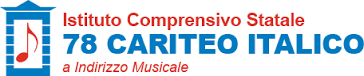 Istituto Comprensivo Statale
78 CARITEO ITALICO
a Indirizzo Musicale